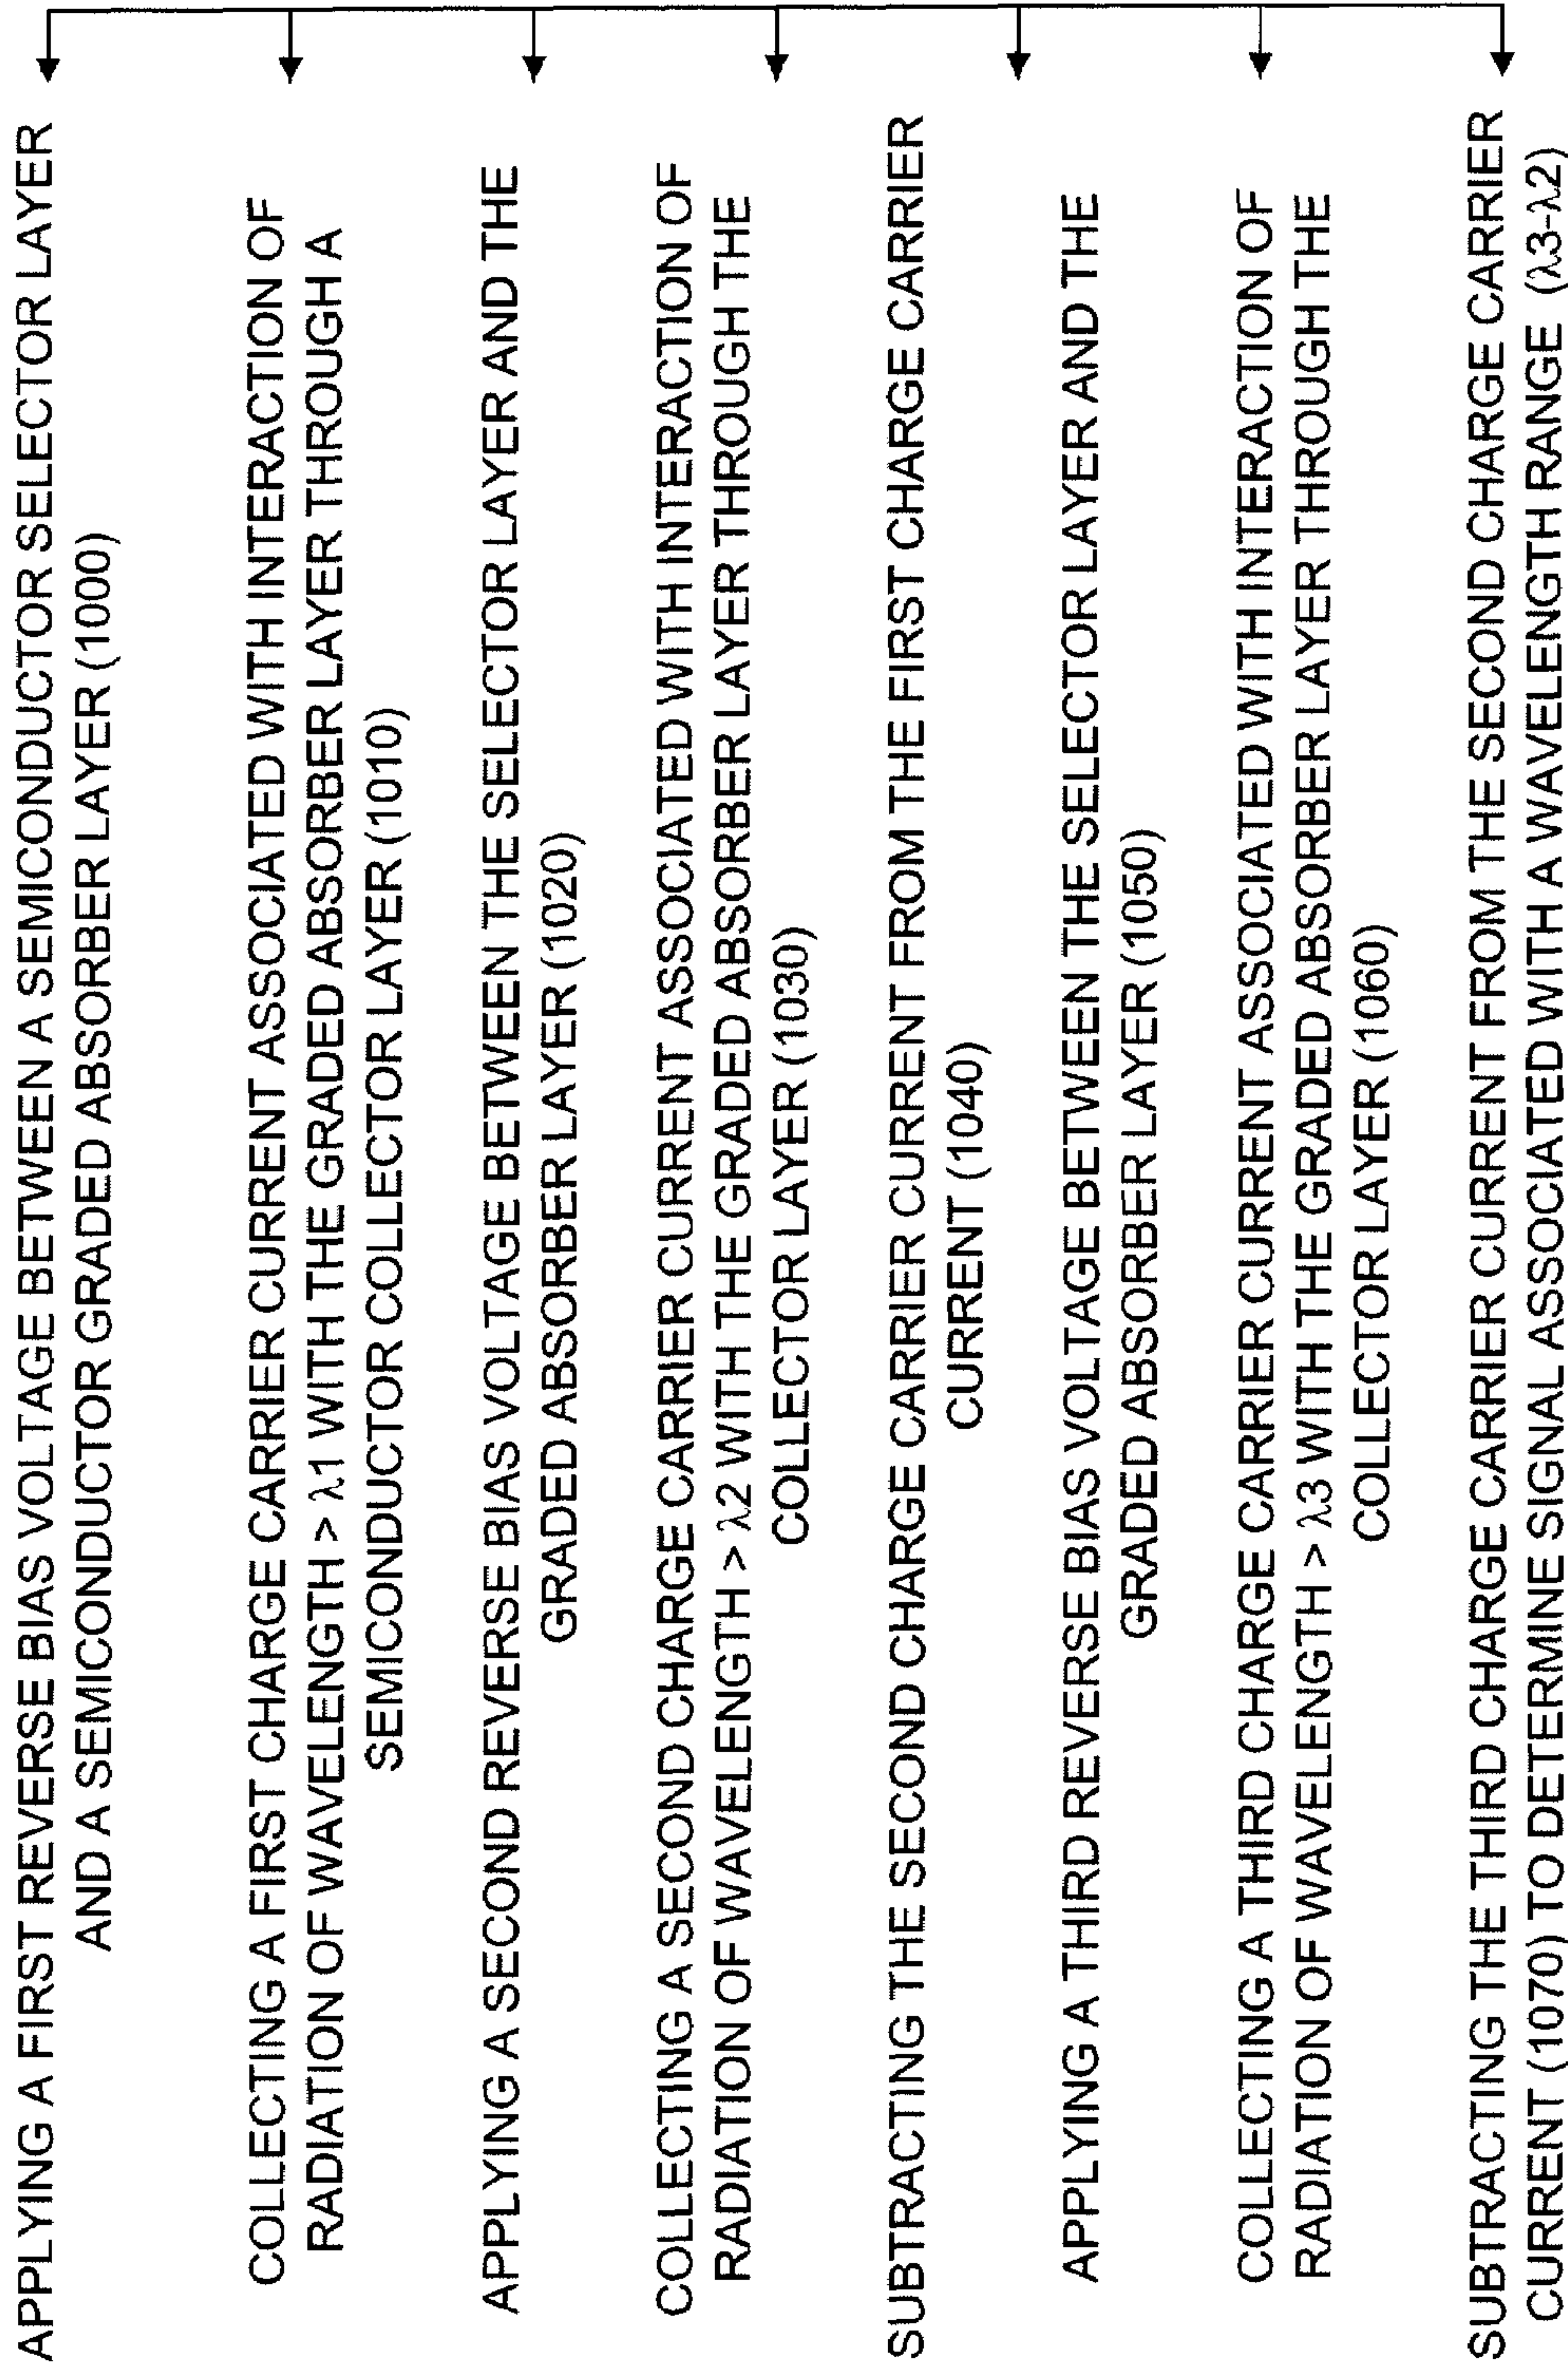 APPLYING A FIRST REVERSE BIAS VOLTAGE BETWEEN A SEMICONDUCTOR SELECTOR LAYER
AND A SEMICONDUCTOR GRADED ABSORBER LAYER (1000)
COLLECTING A FIRST CHARGE CARRIER CURRENT ASSOCIATED WITH INTERACTION OF
RADIATION OF WAVELENGTH > λ1 WITH THE GRADED ABSORBER LAYER THROUGH A
SEMICONDUCTOR COLLECTOR LAYER (1010)
APPLYING A SECOND REVERSE BIAS VOLTAGE BETWEEN THE SELECTOR LAYER AND THE
GRADED ABSORBER LAYER (1020)
COLLECTING A SECOND CHARGE CARRIER CURRENT ASSOCIATED WITH INTERACTION OF
RADIATION OF WAVELENGTH > λ2 WITH THE GRADED ABSORBER LAYER THROUGH THE
COLLECTOR LAYER (1030)
SUBTRACTING THE SECOND CHARGE CARRIER CURRENT FROM THE FIRST CHARGE CARRIER
CURRENT (1040)
APPLYING A THIRD REVERSE BIAS VOLTAGE BETWEEN THE SELECTOR LAYER AND THE
GRADED ABSORBER LAYER (1050)
COLLECTING A THIRD CHARGE CARRIER CURRENT ASSOCIATED WITH INTERACTION OF
RADIATION OF WAVELENGTH > λ3 WITH THE GRADED ABSORBER LAYER THROUGH THE
COLLECTOR LAYER (1060)
SUBTRACTING THE THIRD CHARGE CARRIER CURRENT FROM THE SECOND CHARGE CARRIER
CURRENT (1070) TO DETERMINE SIGNAL ASSOCIATED WITH A WAVELENGTH RANGE (λ3-λ2)